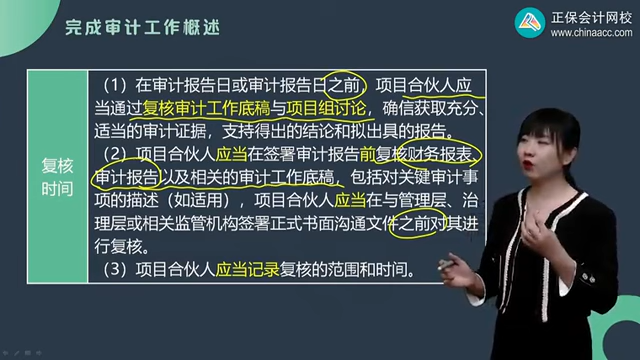 完成审计工作概述
正保会计网校
www.chinaacc.com
复核
时间
(1)在审计报告日或审计报告日之前，项目合伙人应
当通过复核审计工作底稿与项目组讨论，确信获取充分、
适当的审计证据，支持得出的结论和拟出具的报告。
(2)项目合伙人应当在签署审计报告前复核财务报表、
审计报告以及相关的审计工作底稿，包括对关键审计事
项的描述（如适用），项目合伙人应当在与管理层、治
理层或相关监管机构签署正式书面沟通文件之前对其进
行复核。
(3)项目合伙人应当记录复核的范围和时间。